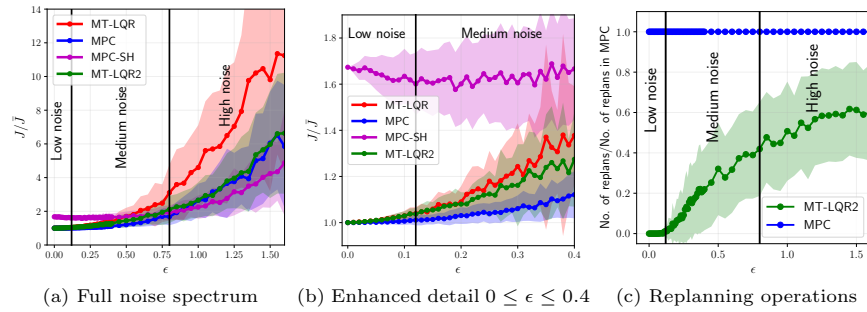 14
12
10
8
6
4
2
0
J/J̄
MT-LQR
MPC
MPC-SH
MT-LQR2
Low noise
Medium noise
High noise
0.00 0.25 0.50 0.75 1.00 1.25 1.50
ϵ
(a) Full noise spectrum
1.8
1.6
1.4
1.2
1.0
J/J̄
Low noise
Medium noise
MT-LQR
MPC
MPC-SH
MT-LQR2
0.0 0.1 0.2 0.3 0.4
ϵ
(b) Enhanced detail 0 ≤ ϵ ≤ 0.4
1.0
0.8
0.6
0.4
0.2
0.0
No. of replans/No. of replans in MPC
Low noise
Medium noise
High noise
MT-LQR2
MPC
0.0 0.5 1.0 1.5
ϵ
(c) Replanning operations